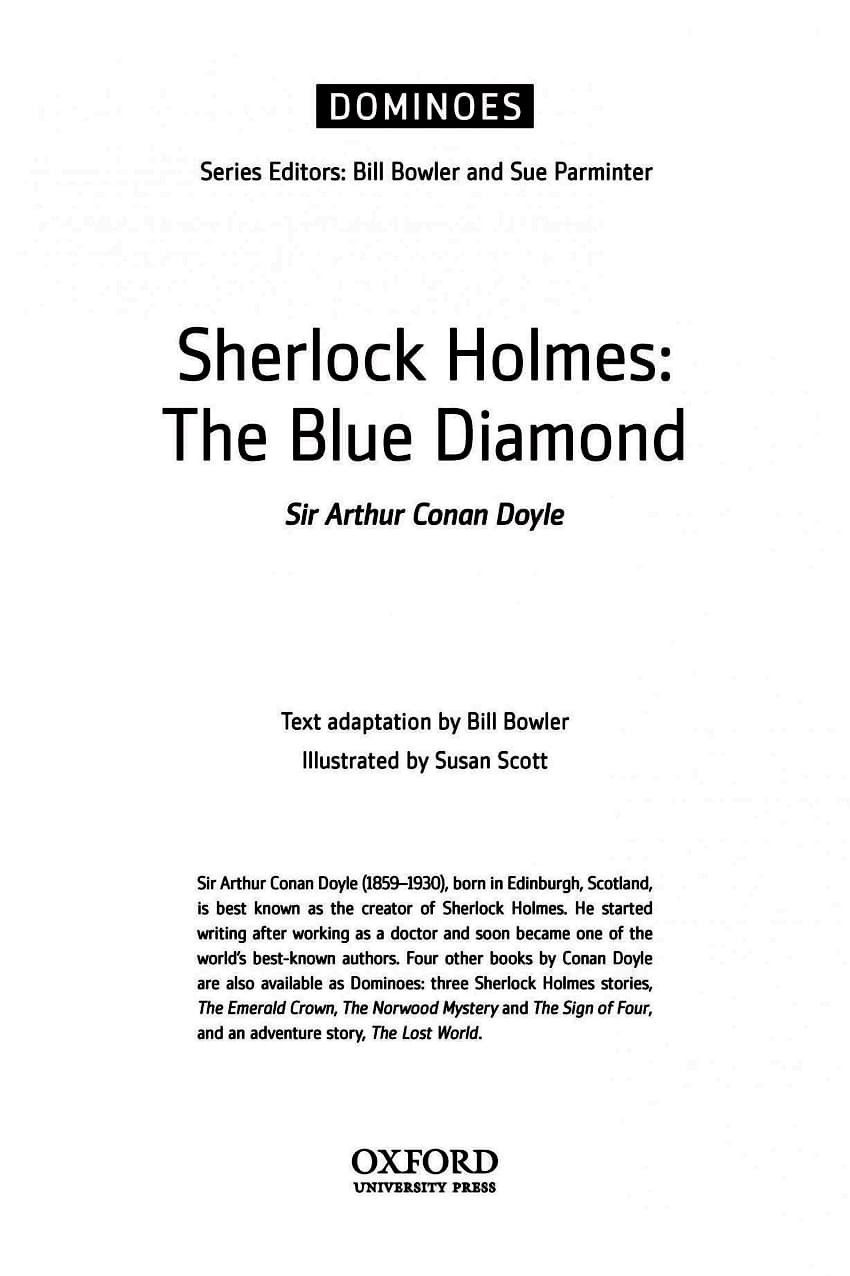 DOMINOES
Series Editors: Bill Bowler and Sue Parminter
Sherlock Holmes:
The Blue Diamond
Sir Arthur Conan Doyle
Text adaptation by Bill Bowler
Illustrated by Susan Scott
Sir Arthur Conan Doyle (1859–1930), born in Edinburgh, Scotland,
is best known as the creator of Sherlock Holmes. He started
writing after working as a doctor and soon became one of the
world's best-known authors. Four other books by Conan Doyle
are also available as Dominoes: three Sherlock Holmes stories,
The Emerald Crown, The Norwood Mystery and The Sign of Four,
and an adventure story, The Lost World.
OXFORD
UNIVERSITY PRESS